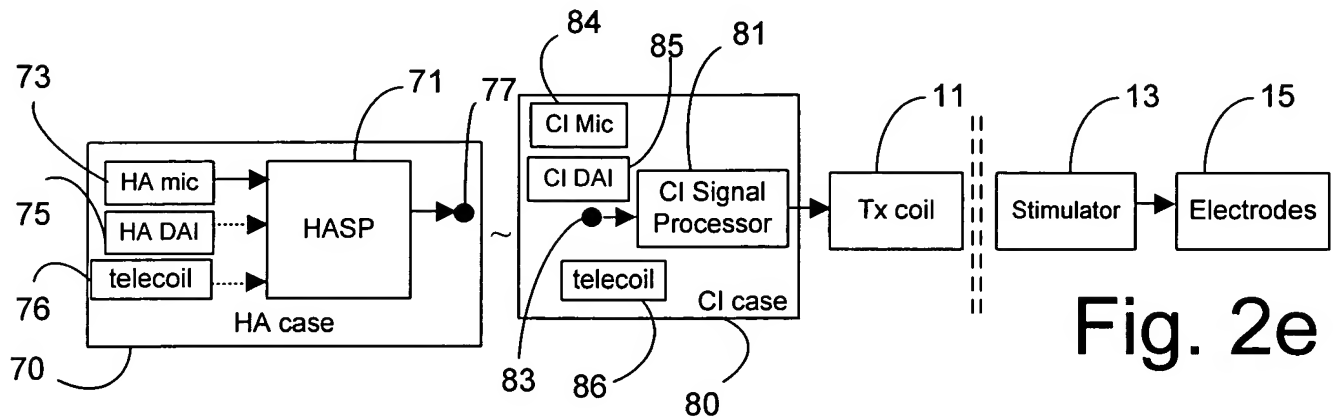 84
85
81
73
71
77
11
13
15
CI Mic
HA mic
CI DAI
75
HA DAI
HASP
CI Signal
Processor
Tx coil
Stimulator
Electrodes
~
76
telecoil
telecoil
HA case
CI case
70
83
86
80
Fig. 2e